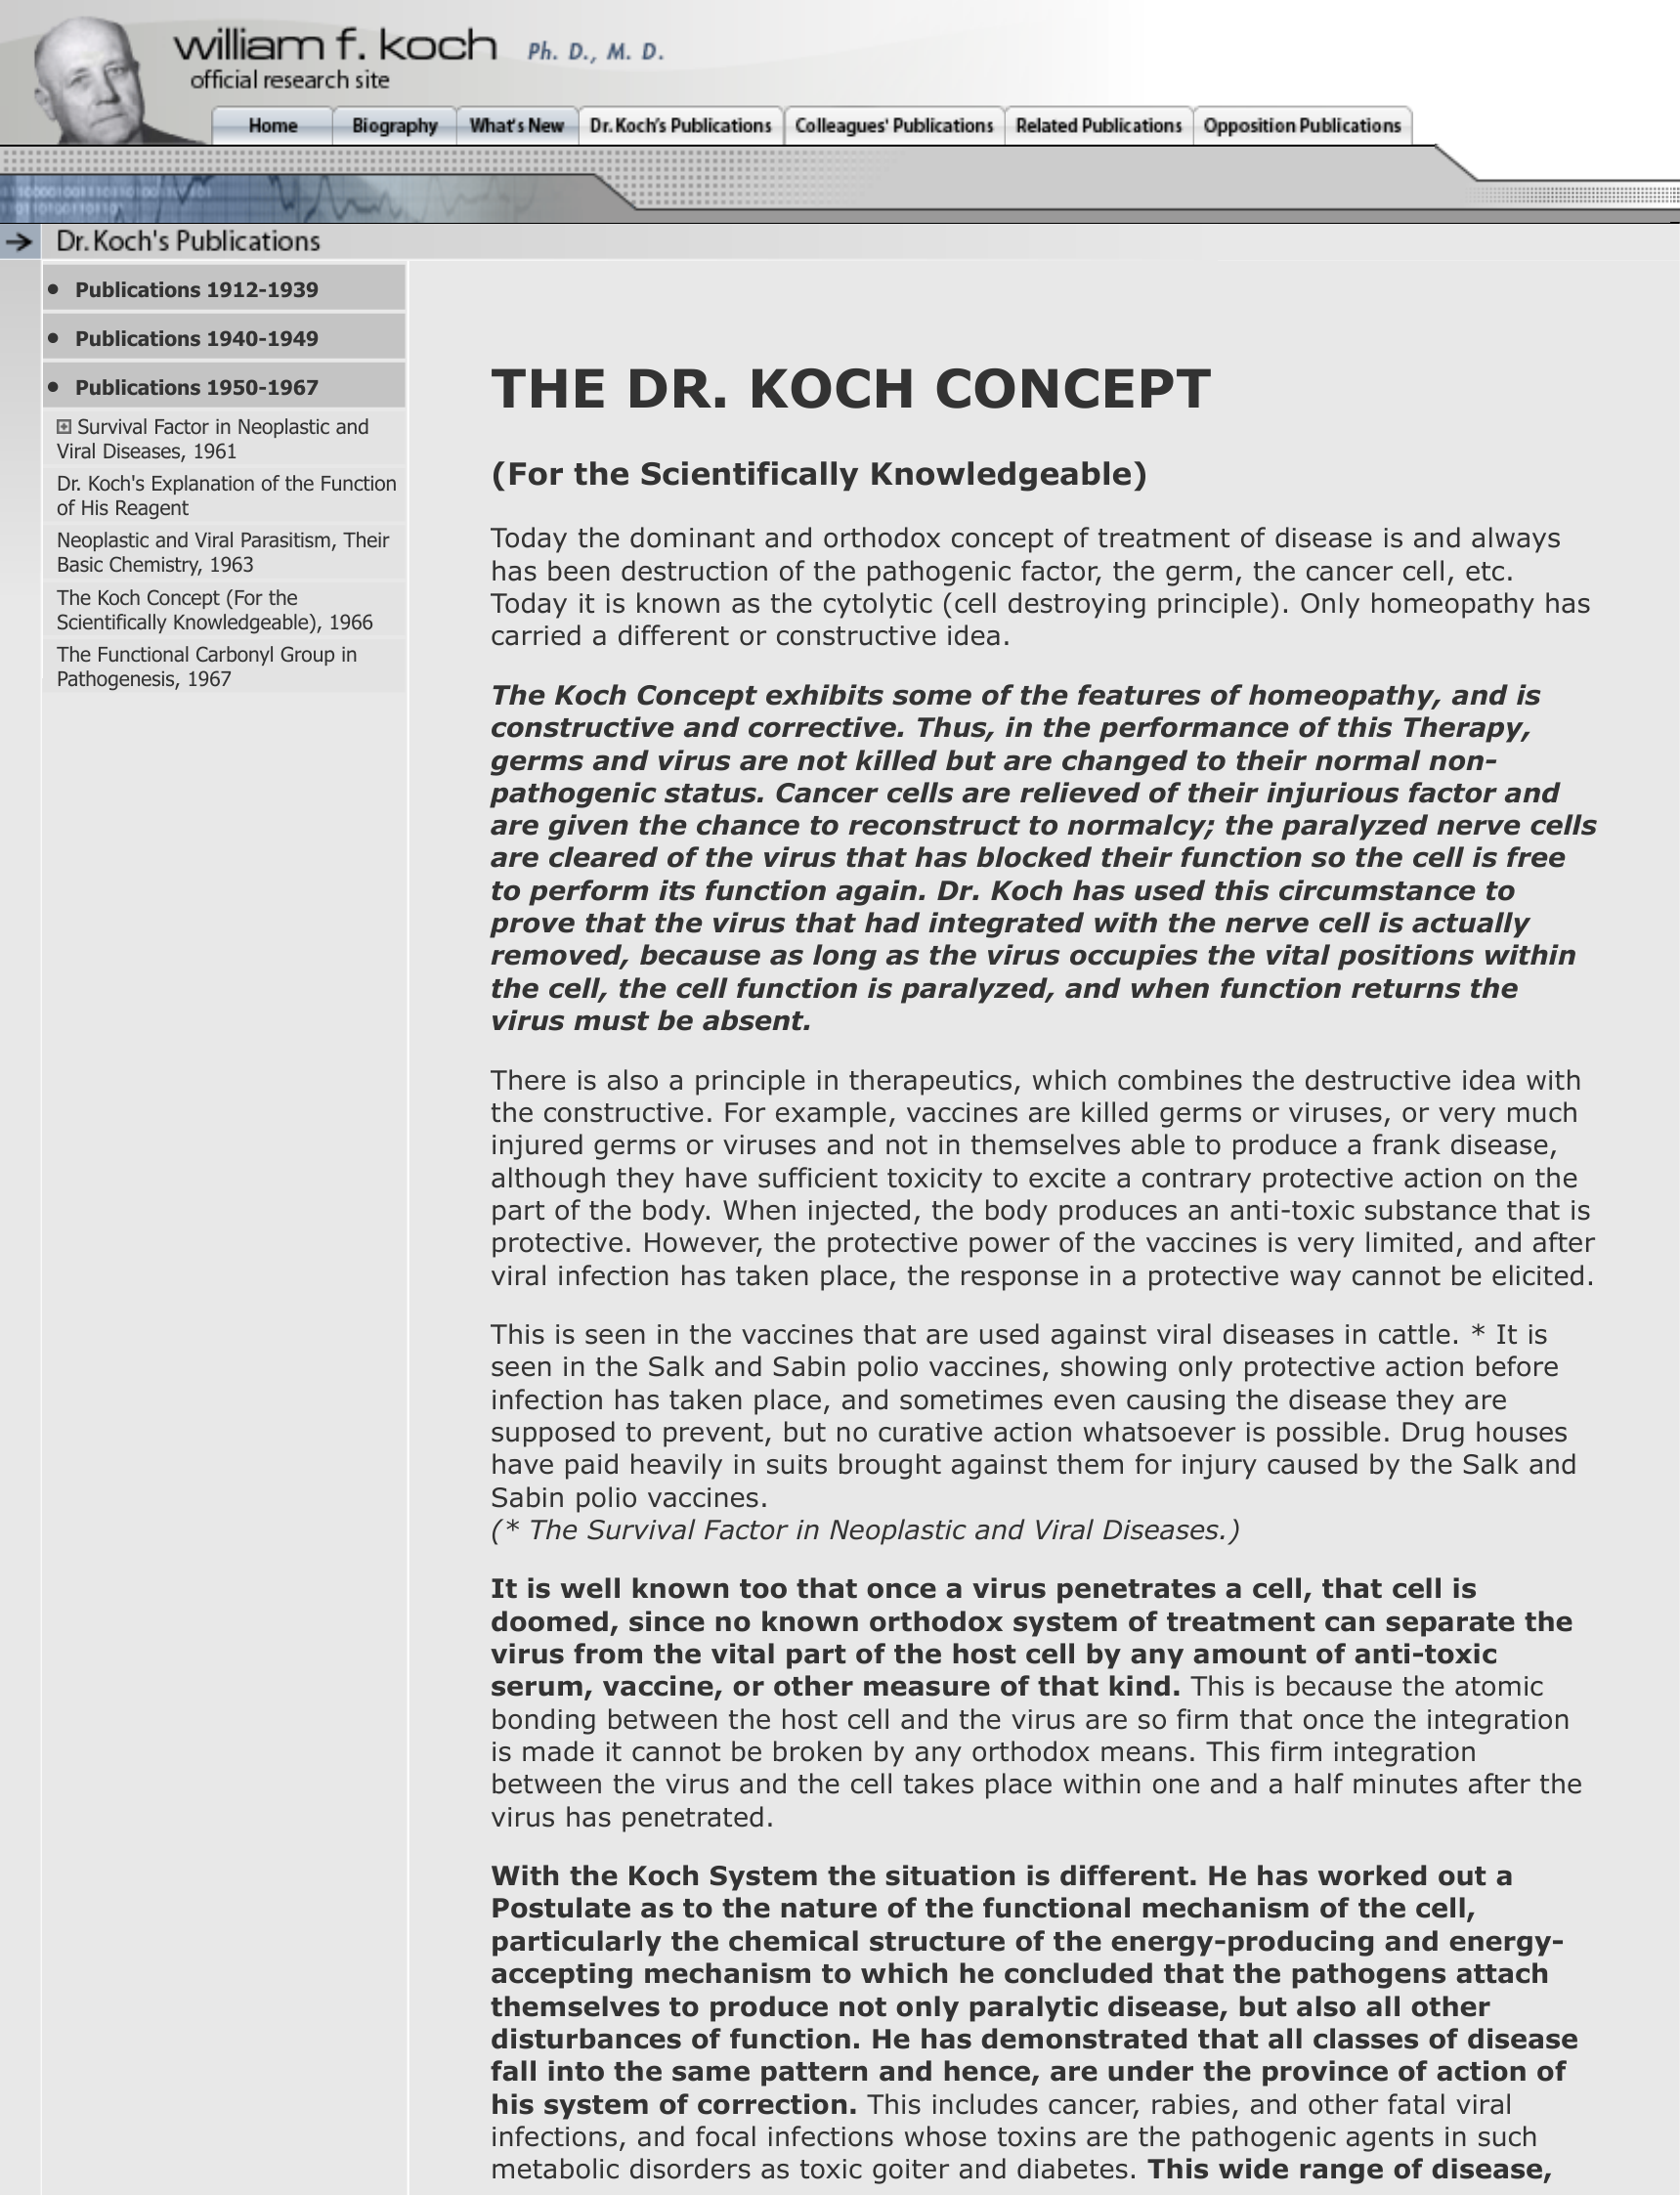 william f. koch Ph. D., M. D.
official research site
Home Biography What's New Dr. Koch's Publications Colleagues' Publications Related Publications Opposition Publications
Dr. Koch's Publications
• Publications 1912-1939
• Publications 1940-1949
• Publications 1950-1967
Survival Factor in Neoplastic and
Viral Diseases, 1961
Dr. Koch's Explanation of the Function
of His Reagent
Neoplastic and Viral Parasitism, Their
Basic Chemistry, 1963
The Koch Concept (For the
Scientifically Knowledgeable), 1966
The Functional Carbonyl Group in
Pathogenesis, 1967
THE DR. KOCH CONCEPT
(For the Scientifically Knowledgeable)
Today the dominant and orthodox concept of treatment of disease is and always
has been destruction of the pathogenic factor, the germ, the cancer cell, etc.
Today it is known as the cytolytic (cell destroying principle). Only homeopathy has
carried a different or constructive idea.
The Koch Concept exhibits some of the features of homeopathy, and is
constructive and corrective. Thus, in the performance of this Therapy,
germs and virus are not killed but are changed to their normal non-
pathogenic status. Cancer cells are relieved of their injurious factor and
are given the chance to reconstruct to normalcy; the paralyzed nerve cells
are cleared of the virus that has blocked their function so the cell is free
to perform its function again. Dr. Koch has used this circumstance to
prove that the virus that had integrated with the nerve cell is actually
removed, because as long as the virus occupies the vital positions within
the cell, the cell function is paralyzed, and when function returns the
virus must be absent.
There is also a principle in therapeutics, which combines the destructive idea with
the constructive. For example, vaccines are killed germs or viruses, or very much
injured germs or viruses and not in themselves able to produce a frank disease,
although they have sufficient toxicity to excite a contrary protective action on the
part of the body. When injected, the body produces an anti-toxic substance that is
protective. However, the protective power of the vaccines is very limited, and after
viral infection has taken place, the response in a protective way cannot be elicited.
This is seen in the vaccines that are used against viral diseases in cattle. * It is
seen in the Salk and Sabin polio vaccines, showing only protective action before
infection has taken place, and sometimes even causing the disease they are
supposed to prevent, but no curative action whatsoever is possible. Drug houses
have paid heavily in suits brought against them for injury caused by the Salk and
Sabin polio vaccines.
(* The Survival Factor in Neoplastic and Viral Diseases.)
It is well known too that once a virus penetrates a cell, that cell is
doomed, since no known orthodox system of treatment can separate the
virus from the vital part of the host cell by any amount of anti-toxic
serum, vaccine, or other measure of that kind. This is because the atomic
bonding between the host cell and the virus are so firm that once the integration
is made it cannot be broken by any orthodox means. This firm integration
between the virus and the cell takes place within one and a half minutes after the
virus has penetrated.
With the Koch System the situation is different. He has worked out a
Postulate as to the nature of the functional mechanism of the cell,
particularly the chemical structure of the energy-producing and energy-
accepting mechanism to which he concluded that the pathogens attach
themselves to produce not only paralytic disease, but also all other
disturbances of function. He has demonstrated that all classes of disease
fall into the same pattern and hence, are under the province of action of
his system of correction. This includes cancer, rabies, and other fatal viral
infections, and focal infections whose toxins are the pathogenic agents in such
metabolic disorders as toxic goiter and diabetes. This wide range of disease,